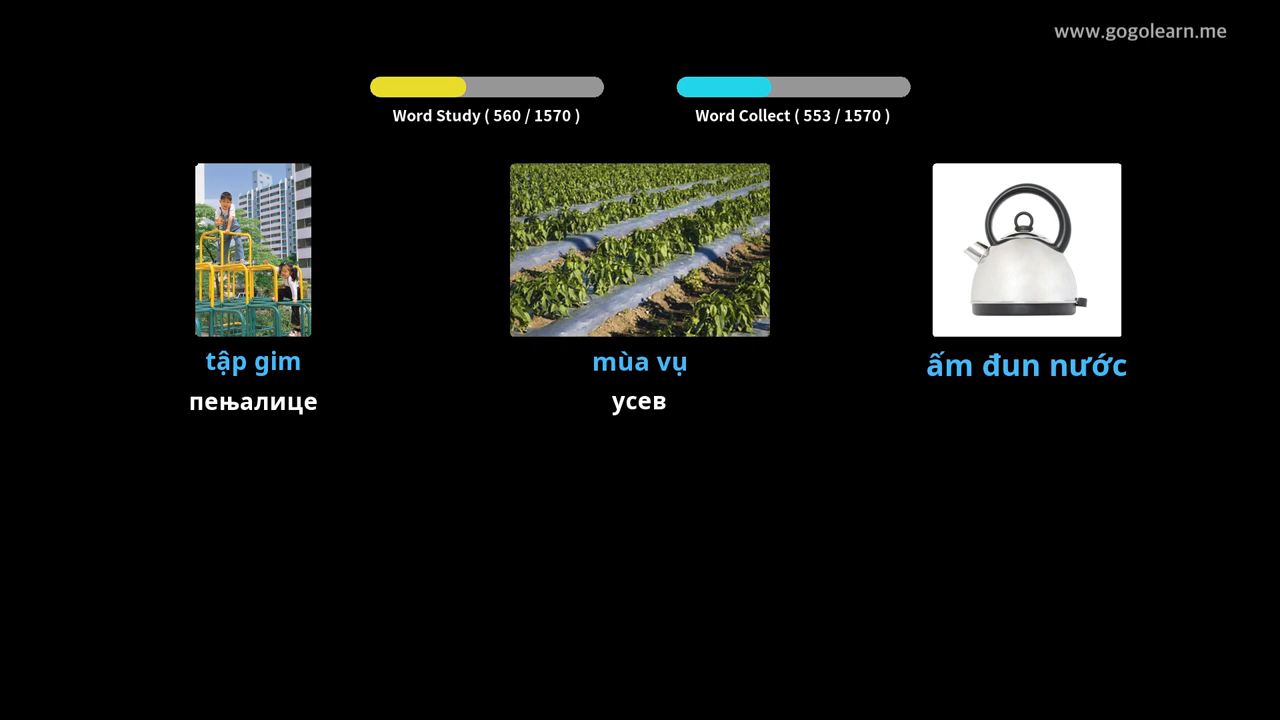 www.gogolearn.me
Word Study ( 560 / 1570 )
Word Collect ( 553 / 1570 )
tập gim
пењалице
mùa vụ
усев
ấm đun nước